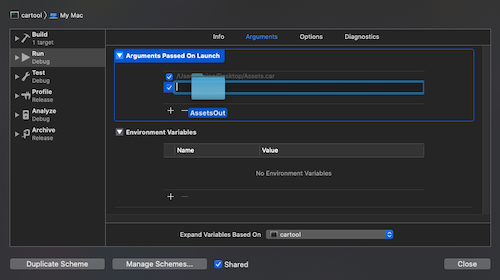 cartool
My Mac
Build
1 target
Run
Debug
Test
Debug
Profile
Release
Analyze
Debug
Archive
Release
Info
Arguments
Options
Diagnostics
Arguments Passed On Launch
/Desktop/Assets.car
AssetsOut
Environment Variables
Name
Value
No Environment Variables
Expand Variables Based On
cartool
Duplicate Scheme
Manage Schemes...
Shared
Close